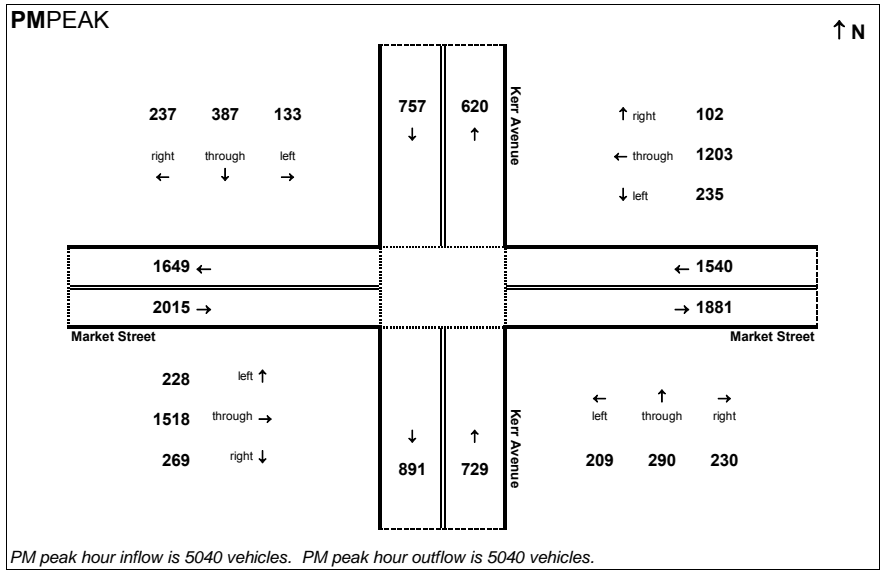 PMPEAK
↑ N
237 387 133
right through left
← ↓ →
757 620
↓ ↑
Kerr Avenue
↑ right 102
← through 1203
↓ left 235
1649 ←
← 1540
2015 →
→ 1881
Market Street
Market Street
228 left ↑
1518 through →
269 right ↓
↓ ↑
891 729
Kerr Avenue
← ↑ →
left through right
209 290 230
PM peak hour inflow is 5040 vehicles. PM peak hour outflow is 5040 vehicles.